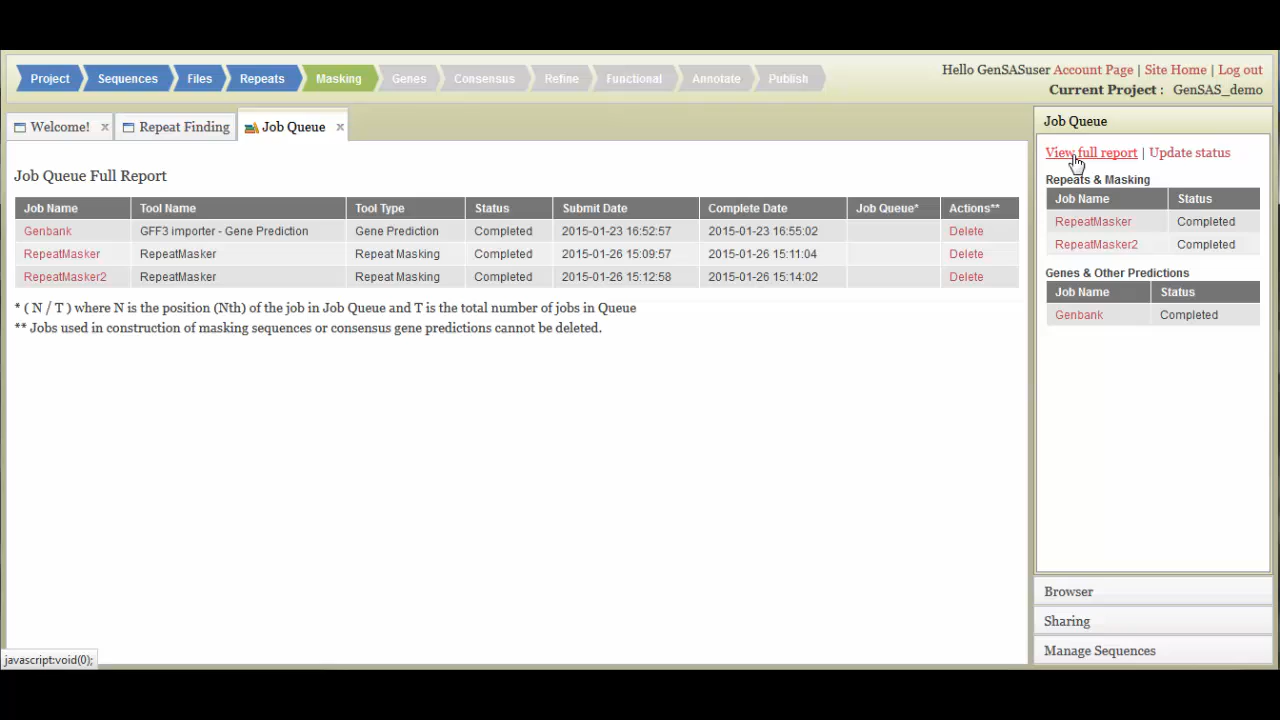 Project Sequences Files Repeats Masking Genes Consensus Refine Functional Annotate Publish
Hello GenSASuser Account Page | Site Home | Log out
Current Project : GenSAS_demo
Welcome! x Repeat Finding Job Queue x
Job Queue Full Report
Job Name Tool Name Tool Type Status Submit Date Complete Date Job Queue* Actions**
Genbank GFF3 importer - Gene Prediction Gene Prediction Completed 2015-01-23 16:52:57 2015-01-23 16:55:02 Delete
RepeatMasker RepeatMasker Repeat Masking Completed 2015-01-26 15:09:57 2015-01-26 15:11:04 Delete
RepeatMasker2 RepeatMasker Repeat Masking Completed 2015-01-26 15:12:58 2015-01-26 15:14:02 Delete
* ( N / T ) where N is the position (Nth) of the job in Job Queue and T is the total number of jobs in Queue
** Jobs used in construction of masking sequences or consensus gene predictions cannot be deleted.
Job Queue
View full report | Update status
Repeats & Masking
Job Name Status
RepeatMasker Completed
RepeatMasker2 Completed
Genes & Other Predictions
Job Name Status
Genbank Completed
Browser
Sharing
Manage Sequences
javascript:void(0);